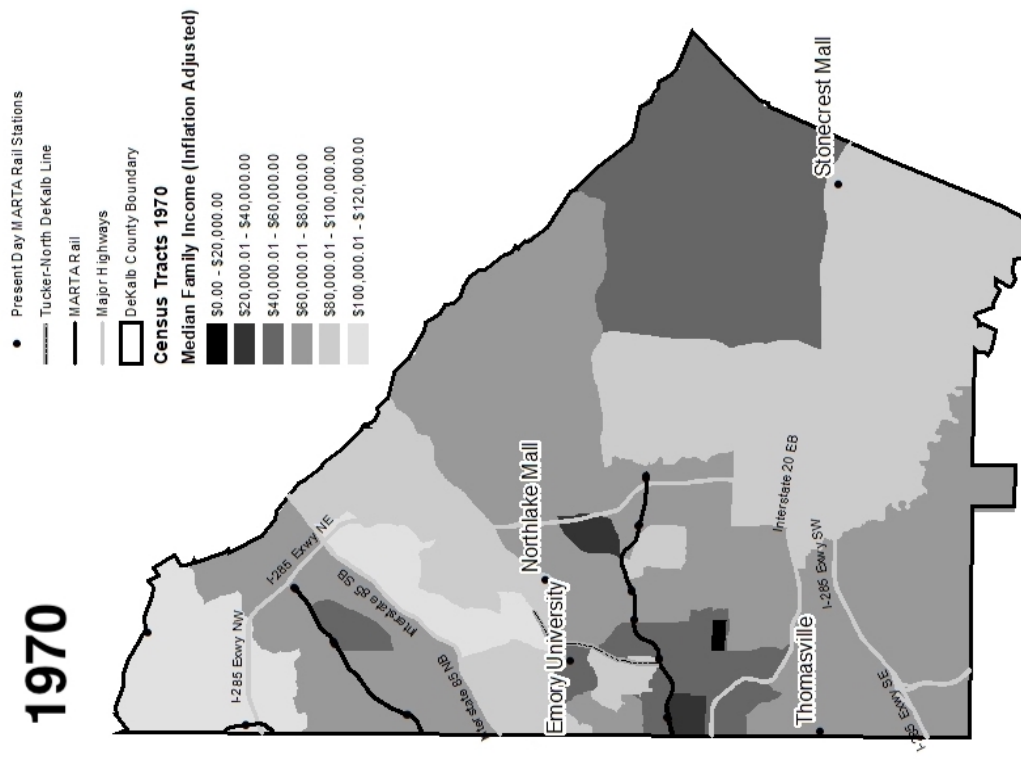 1970
Present Day MARTA Rail Stations
Tucker-North DeKalb Line
MARTA Rail
Major Highways
DeKalb County Boundary
Census Tracts 1970
Median Family Income (Inflation Adjusted)
$0.00 - $20,000.00
$20,000.01 - $40,000.00
$40,000.01 - $60,000.00
$60,000.01 - $80,000.00
$80,000.01 - $100,000.00
$100,000.01 - $120,000.00
I-285 Exwy NW
I-285 Exwy NE
Interstate 85 SB
Interstate 85 NB
Northlake Mall
Emory University
Stonecrest Mall
Interstate 20 EB
I-285 Exwy SW
Thomasville
I-285 Exwy SE